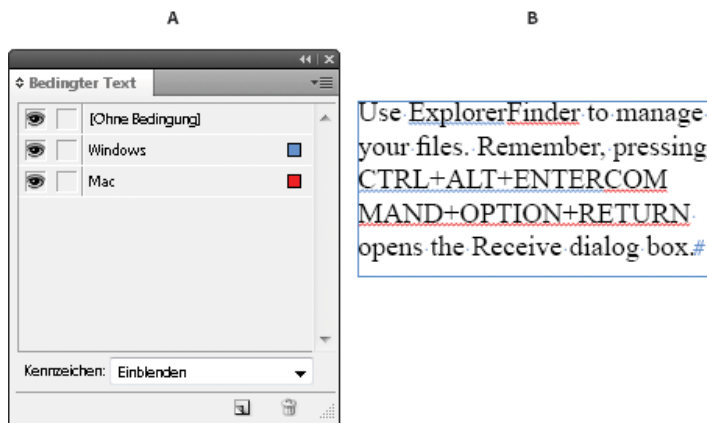 A
B
Bedingter Text
[Ohne Bedingung]
Windows
Mac
Kennzeichen: Einblenden
Use ExplorerFinder to manage
your files. Remember, pressing
CTRL+ALT+ENTERCOM
MAND+OPTION+RETURN
opens the Receive dialog box.#